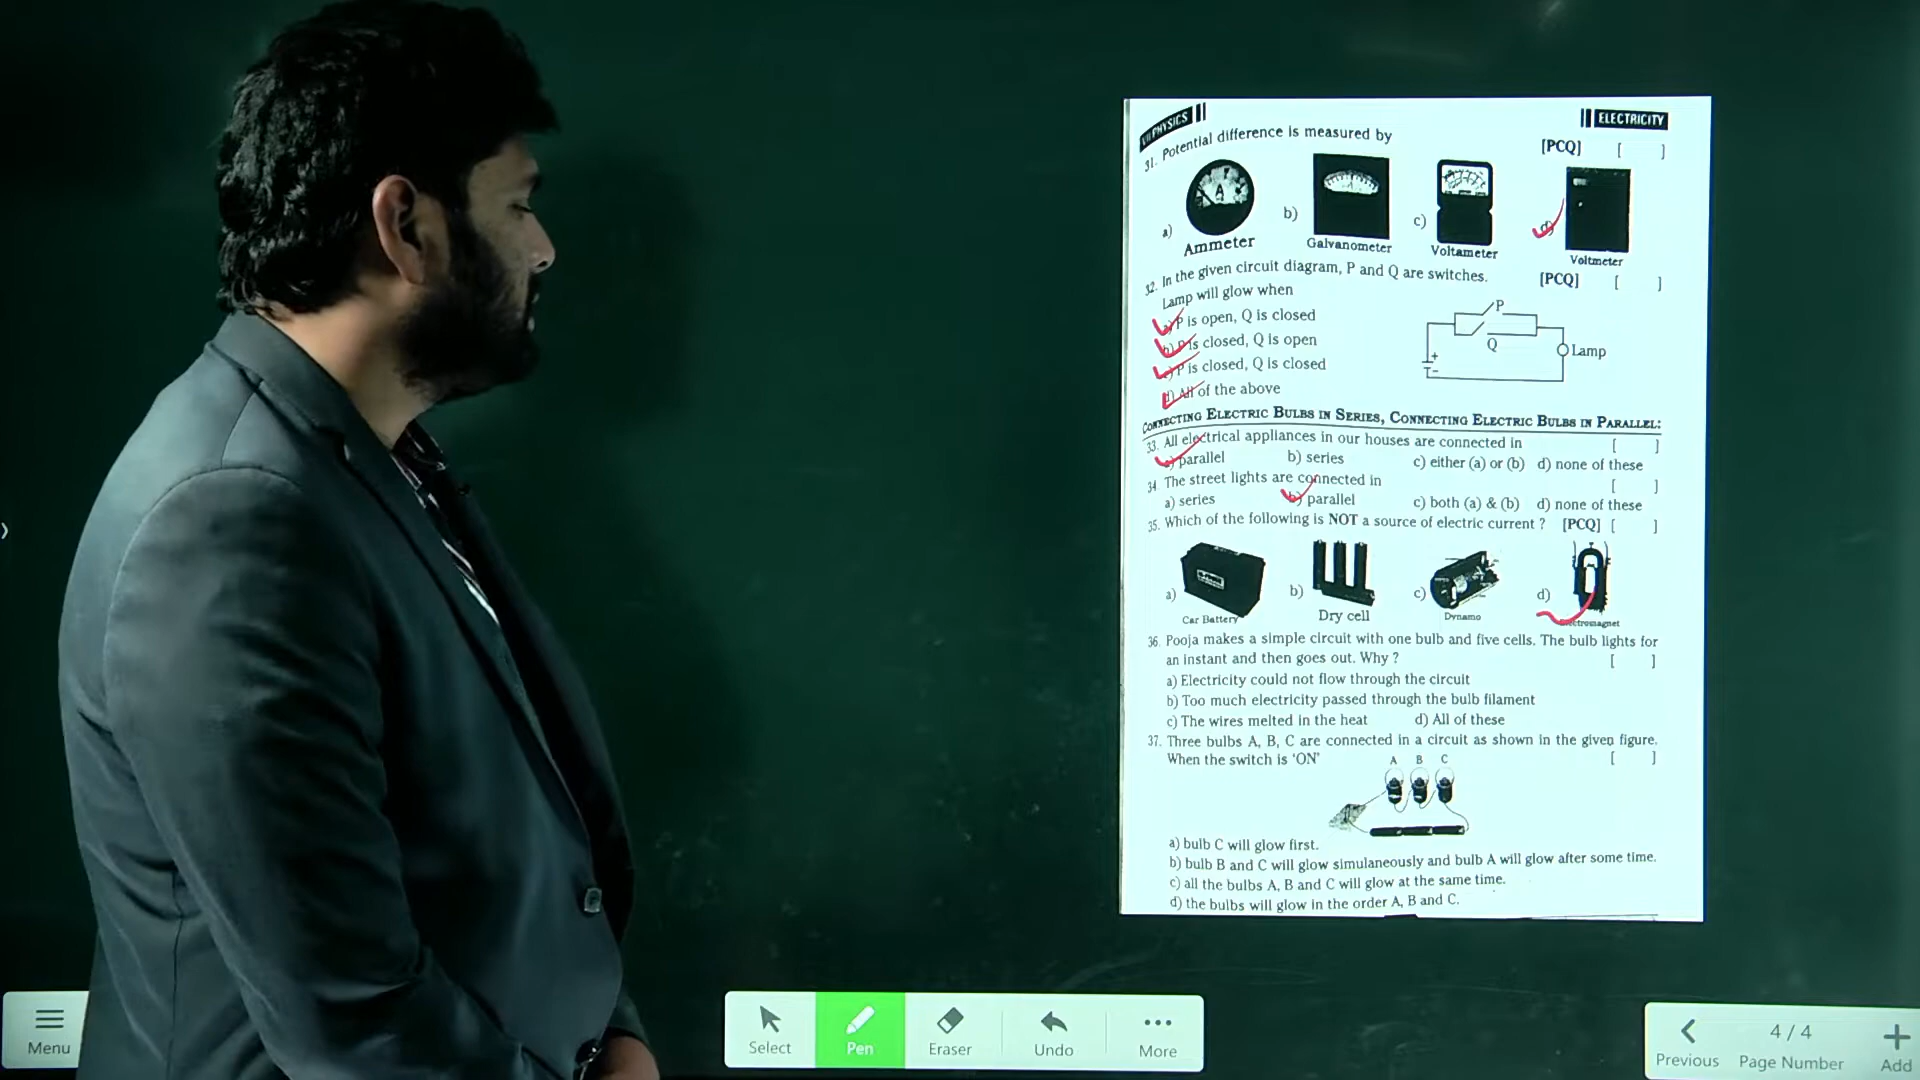 PHYSICS
ELECTRICITY
31. Potential difference is measured by [PCQ] [ ]
a) Ammeter b) Galvanometer c) Voltameter d) Voltmeter
32. In the given circuit diagram, P and Q are switches. [PCQ] [ ]
Lamp will glow when
a) P is open, Q is closed
b) P is closed, Q is open
c) P is closed, Q is closed
d) All of the above
P
Q
Lamp
+
-
CONNECTING ELECTRIC BULBS IN SERIES, CONNECTING ELECTRIC BULBS IN PARALLEL:
33. All electrical appliances in our houses are connected in [ ]
a) parallel b) series c) either (a) or (b) d) none of these
34. The street lights are connected in [ ]
a) series b) parallel c) both (a) & (b) d) none of these
35. Which of the following is NOT a source of electric current ? [PCQ] [ ]
a) Car Battery b) Dry cell c) Dynamo d) Electromagnet
36. Pooja makes a simple circuit with one bulb and five cells. The bulb lights for
an instant and then goes out. Why ? [ ]
a) Electricity could not flow through the circuit
b) Too much electricity passed through the bulb filament
c) The wires melted in the heat d) All of these
37. Three bulbs A, B, C are connected in a circuit as shown in the given figure.
When the switch is 'ON' [ ]
A B C
a) bulb C will glow first.
b) bulb B and C will glow simulaneously and bulb A will glow after some time.
c) all the bulbs A, B and C will glow at the same time.
d) the bulbs will glow in the order A, B and C.
Menu
Select Pen Eraser Undo More
Previous 4 / 4 Page Number Add